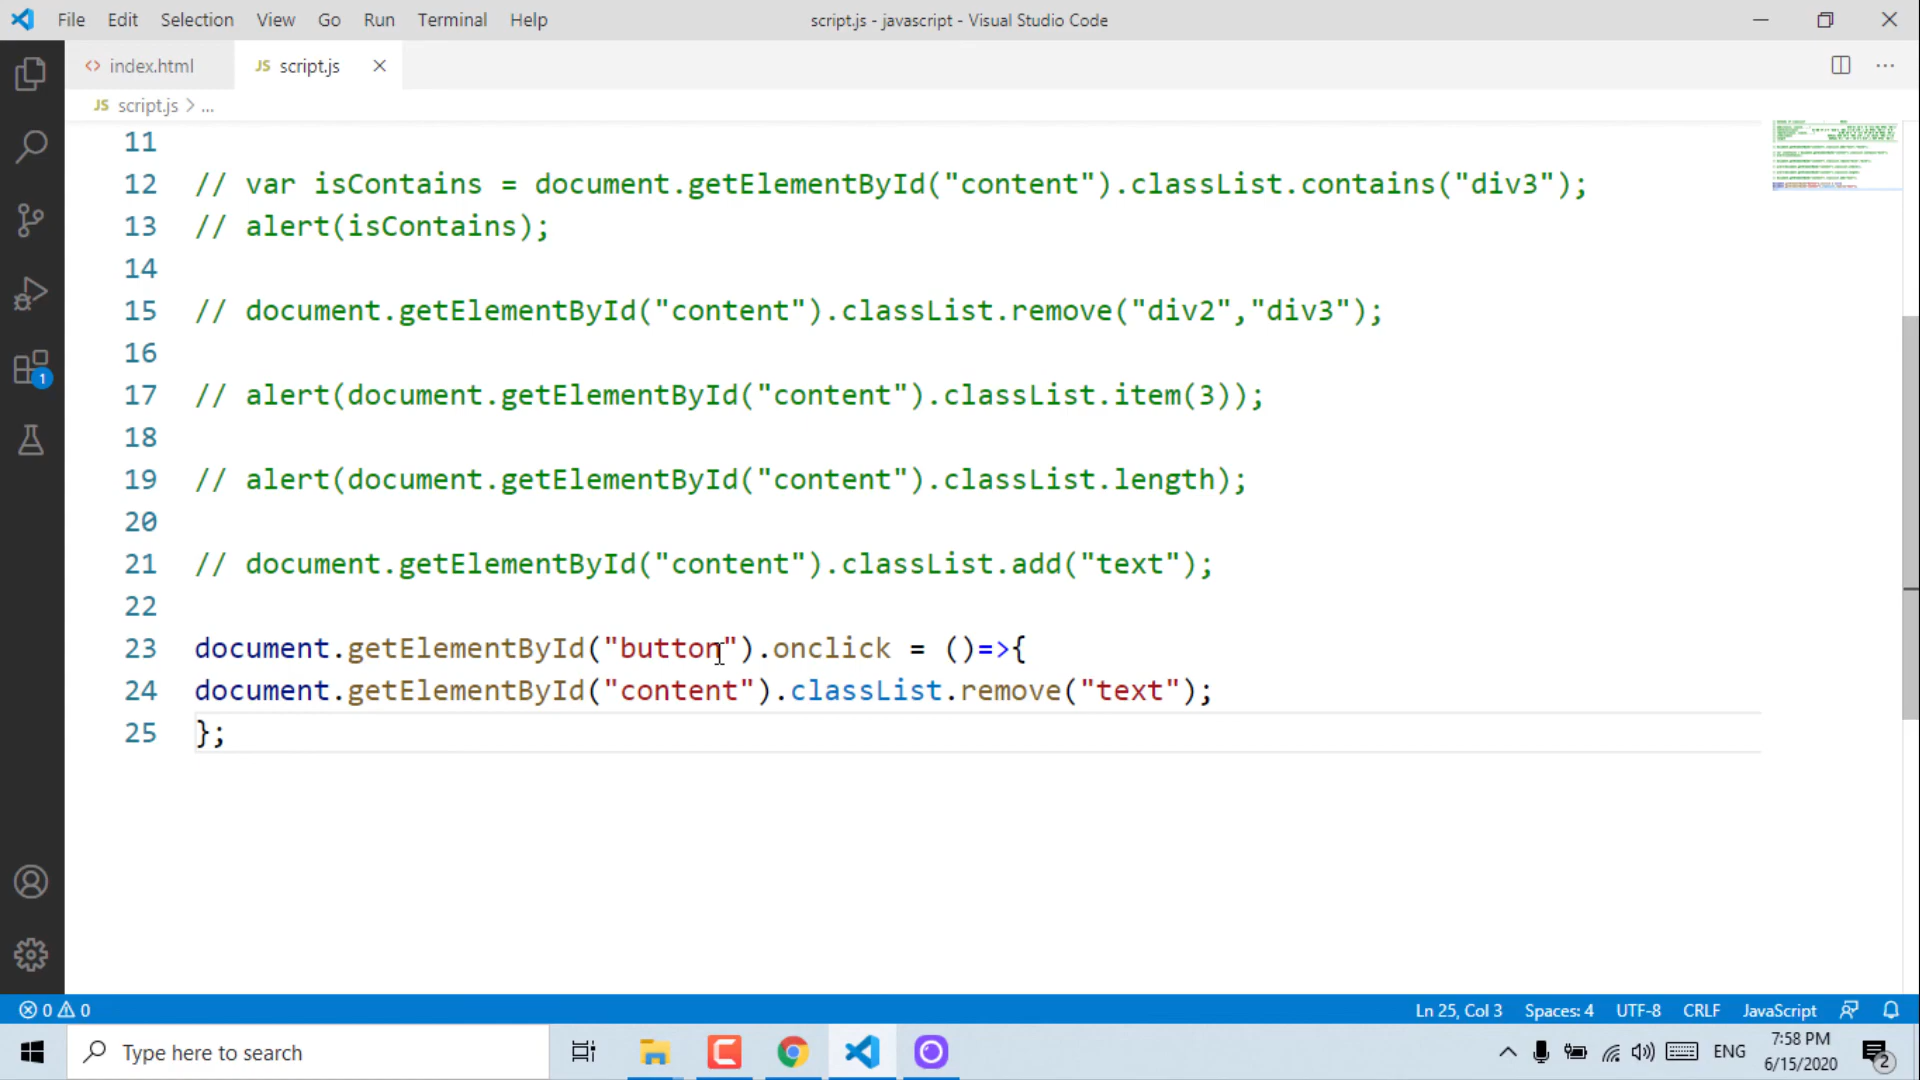 File Edit Selection View Go Run Terminal Help
script.js - javascript - Visual Studio Code
<> index.html
JS script.js
JS script.js > ...
11
12 // var isContains = document.getElementById("content").classList.contains("div3");
13 // alert(isContains);
14
15 // document.getElementById("content").classList.remove("div2","div3");
16
17 // alert(document.getElementById("content").classList.item(3));
18
19 // alert(document.getElementById("content").classList.length);
20
21 // document.getElementById("content").classList.add("text");
22
23 document.getElementById("button").onclick = ()=>{
24 document.getElementById("content").classList.remove("text");
25 };
1
0 0
Ln 25, Col 3 Spaces: 4 UTF-8 CRLF JavaScript
Type here to search
ENG
7:58 PM
6/15/2020
2